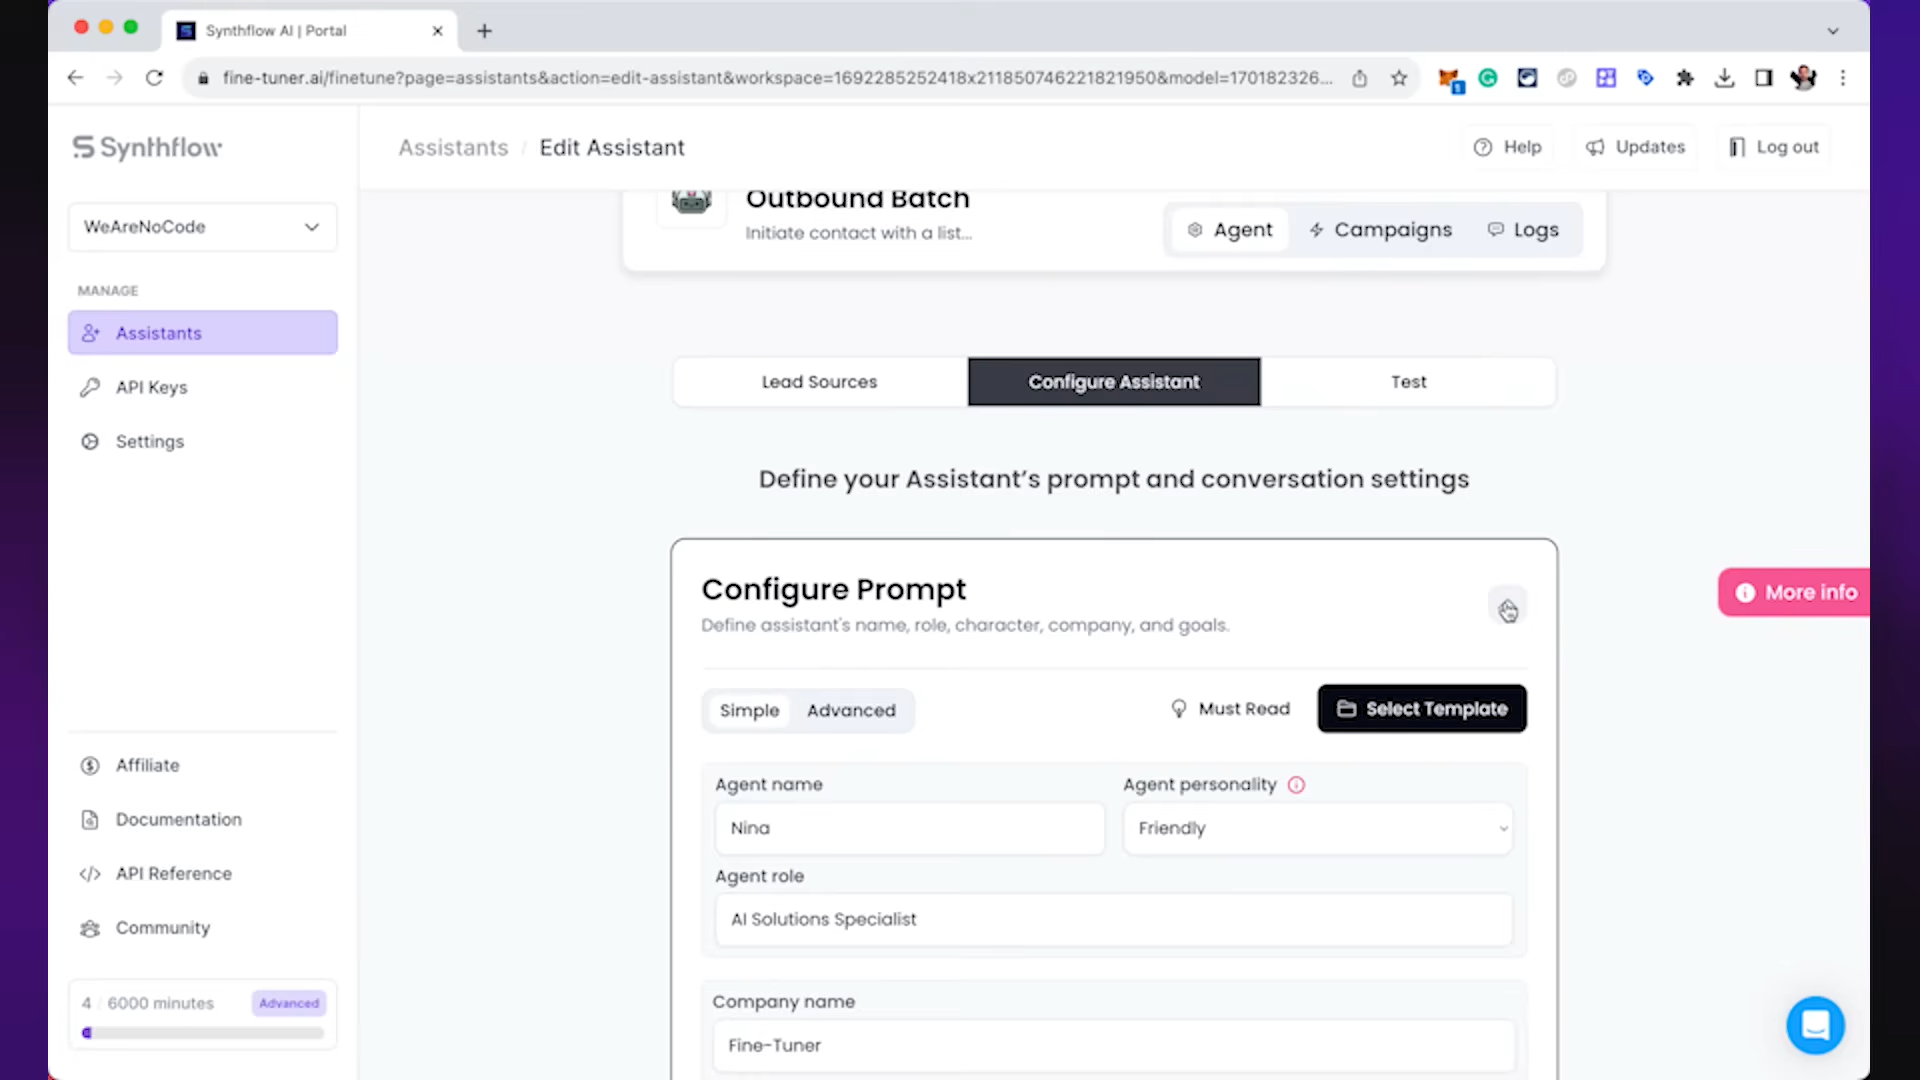 Synthflow AI | Portal
fine-tuner.ai/finetune?page=assistants&action=edit-assistant&workspace=1692285252418x211850746221821950&model=170182326...
Synthflow
Assistants / Edit Assistant
Help
Updates
Log out
WeAreNoCode
MANAGE
Assistants
API Keys
Settings
Outbound Batch
Initiate contact with a list...
Agent
Campaigns
Logs
Lead Sources
Configure Assistant
Test
Define your Assistant's prompt and conversation settings
Configure Prompt
Define assistant's name, role, character, company, and goals.
More info
Simple
Advanced
Must Read
Select Template
Agent name
Agent personality
Nina
Friendly
Agent role
AI Solutions Specialist
Company name
Fine-Tuner
Affiliate
Documentation
API Reference
Community
4 / 6000 minutes
Advanced